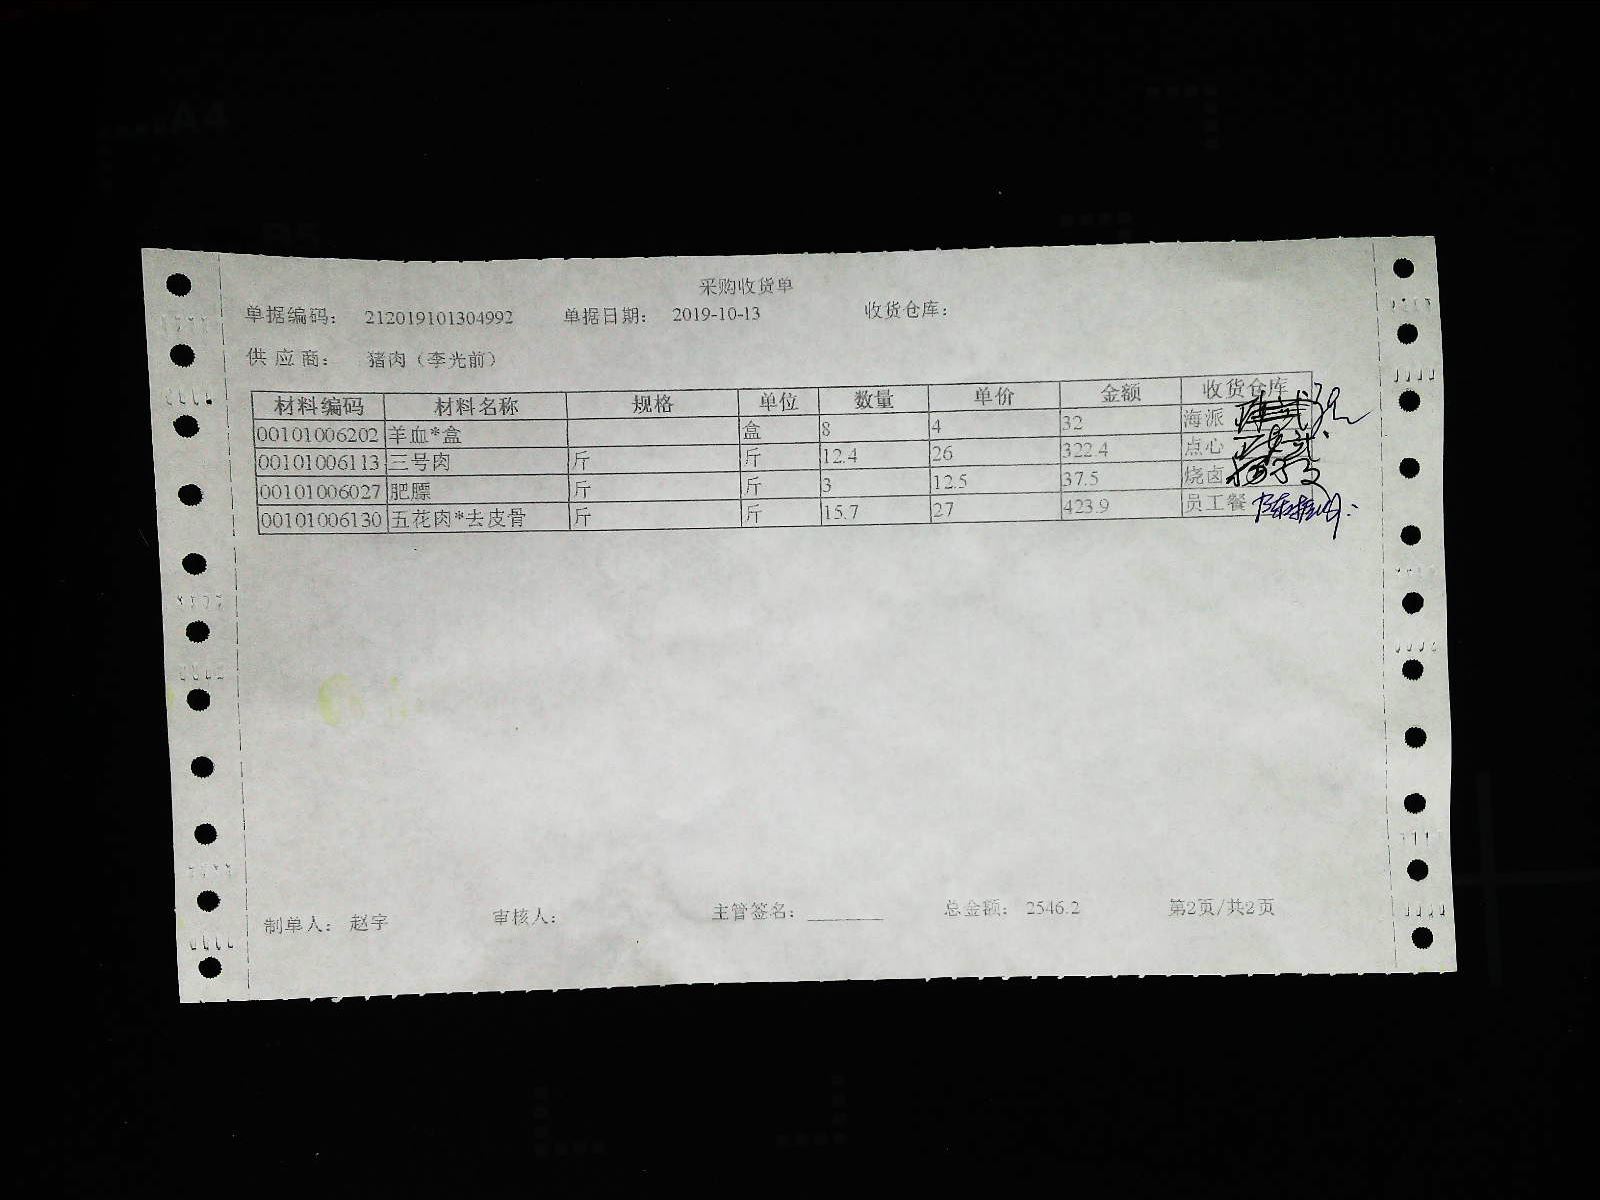 采购收货单
单据编码： 212019101304992 单据日期： 2019-10-13 收货仓库：
供 应 商： 猪肉（李光前）
材料编码 材料名称 规格 单位 数量 单价 金额 收货仓库
00101006202 羊血*盒 盒 8 4 32 海派
00101006113 三号肉 斤 斤 12.4 26 322.4 点心
00101006027 肥膘 斤 斤 3 12.5 37.5 烧卤
00101006130 五花肉*去皮骨 斤 斤 15.7 27 423.9 员工餐
制单人： 赵宇 审核人： 主管签名：________ 总金额： 2546.2 第2页/共2页